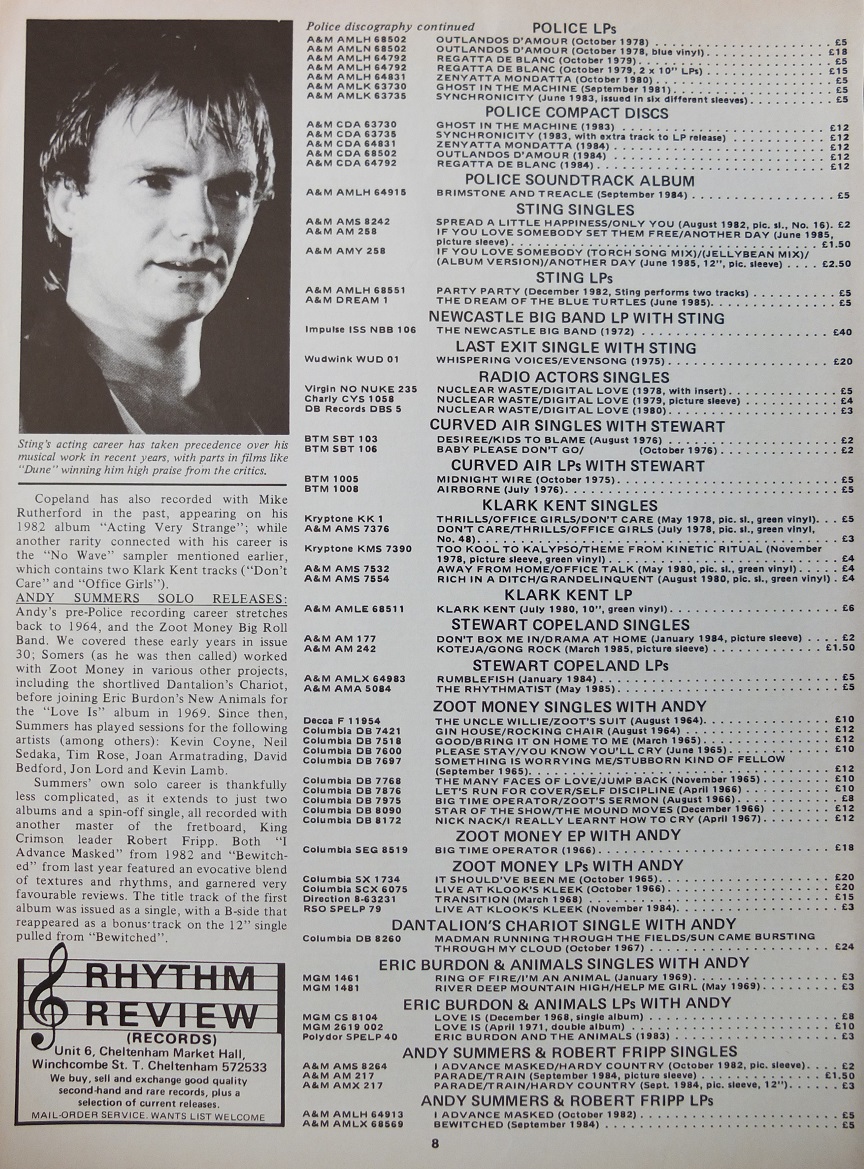 Sting's acting career has taken precedence over his
musical work in recent years, with parts in films like
"Dune" winning him high praise from the critics.
Copeland has also recorded with Mike
Rutherford in the past, appearing on his
1982 album "Acting Very Strange"; while
another rarity connected with his career is
the "No Wave" sampler mentioned earlier,
which contains two Klark Kent tracks ("Don't
Care" and "Office Girls").
ANDY SUMMERS SOLO RELEASES:
Andy's pre-Police recording career stretches
back to 1964, and the Zoot Money Big Roll
Band. We covered these early years in issue
30; Somers (as he was then called) worked
with Zoot Money in various other projects,
including the shortlived Dantalion's Chariot,
before joining Eric Burdon's New Animals for
the "Love Is" album in 1969. Since then,
Summers has played sessions for the following
artists (among others): Kevin Coyne, Neil
Sedaka, Tim Rose, Joan Armatrading, David
Bedford, Jon Lord and Kevin Lamb.
Summers' own solo career is thankfully
less complicated, as it extends to just two
albums and a spin-off single, all recorded with
another master of the fretboard, King
Crimson leader Robert Fripp. Both "I
Advance Masked" from 1982 and "Bewitch-
ed" from last year featured an evocative blend
of textures and rhythms, and garnered very
favourable reviews. The title track of the first
album was issued as a single, with a B-side that
reappeared as a bonus track on the 12" single
pulled from "Bewitched".
RHYTHM
REVIEW
(RECORDS)
Unit 6, Cheltenham Market Hall,
Winchcombe St. T. Cheltenham 572533
We buy, sell and exchange good quality
second-hand and rare records, plus a
selection of current releases.
MAIL-ORDER SERVICE. WANTS LIST WELCOME
Police discography continued POLICE LPs
A&M AMLH 68502 OUTLANDOS D'AMOUR (October 1978) £5
A&M AMLN 68502 OUTLANDOS D'AMOUR (October 1978, blue vinyl) £18
A&M AMLH 64792 REGATTA DE BLANC (October 1979) £5
A&M AMLH 64792 REGATTA DE BLANC (October 1979, 2 x 10" LPs) £15
A&M AMLH 64831 ZENYATTA MONDATTA (October 1980) £5
A&M AMLK 63730 GHOST IN THE MACHINE (September 1981) £5
A&M AMLK 63735 SYNCHRONICITY (June 1983, issued in six different sleeves) £5
POLICE COMPACT DISCS
A&M CDA 63730 GHOST IN THE MACHINE (1983) £12
A&M CDA 63735 SYNCHRONICITY (1983, with extra track to LP release) £12
A&M CDA 64831 ZENYATTA MONDATTA (1984) £12
A&M CDA 68502 OUTLANDOS D'AMOUR (1984) £12
A&M CDA 64792 REGATTA DE BLANC (1984) £12
POLICE SOUNDTRACK ALBUM
A&M AMLH 64915 BRIMSTONE AND TREACLE (September 1984) £5
STING SINGLES
A&M AMS 8242 SPREAD A LITTLE HAPPINESS/ONLY YOU (August 1982, pic. sl., No. 16). £2
A&M AM 258 IF YOU LOVE SOMEBODY SET THEM FREE/ANOTHER DAY (June 1985,
picture sleeve) £1.50
A&M AMY 258 IF YOU LOVE SOMEBODY (TORCH SONG MIX)/(JELLYBEAN MIX)/
(ALBUM VERSION)/ANOTHER DAY (June 1985, 12", pic. sleeve) £2.50
STING LPs
A&M AMLH 68551 PARTY PARTY (December 1982, Sting performs two tracks) £5
A&M DREAM 1 THE DREAM OF THE BLUE TURTLES (June 1985) £5
NEWCASTLE BIG BAND LP WITH STING
Impulse ISS NBB 106 THE NEWCASTLE BIG BAND (1972) £40
LAST EXIT SINGLE WITH STING
Wudwink WUD 01 WHISPERING VOICES/EVENSONG (1975) £20
RADIO ACTORS SINGLES
Virgin NO NUKE 235 NUCLEAR WASTE/DIGITAL LOVE (1978, with insert) £5
Charly CYS 1058 NUCLEAR WASTE/DIGITAL LOVE (1979, picture sleeve) £4
DB Records DBS 5 NUCLEAR WASTE/DIGITAL LOVE (1980) £3
CURVED AIR SINGLES WITH STEWART
BTM SBT 103 DESIREE/KIDS TO BLAME (August 1976) £2
BTM SBT 106 BABY PLEASE DON'T GO/ (October 1976) £2
CURVED AIR LPs WITH STEWART
BTM 1005 MIDNIGHT WIRE (October 1975) £5
BTM 1008 AIRBORNE (July 1976) £5
KLARK KENT SINGLES
Kryptone KK 1 THRILLS/OFFICE GIRLS/DON'T CARE (May 1978, pic. sl., green vinyl). £5
A&M AMS 7376 DON'T CARE/THRILLS/OFFICE GIRLS (July 1978, pic. sl., green vinyl,
No. 48) £3
Kryptone KMS 7390 TOO KOOL TO KALYPSO/THEME FROM KINETIC RITUAL (November
1978, picture sleeve, green vinyl) £4
A&M AMS 7532 AWAY FROM HOME/OFFICE TALK (May 1980, pic. sl., green vinyl) £4
A&M AMS 7554 RICH IN A DITCH/GRANDELINQUENT (August 1980, pic. sl., green vinyl) . £4
KLARK KENT LP
A&M AMLE 68511 KLARK KENT (July 1980, 10", green vinyl) £6
STEWART COPELAND SINGLES
A&M AM 177 DON'T BOX ME IN/DRAMA AT HOME (January 1984, picture sleeve) £2
A&M AM 242 KOTEJA/GONG ROCK (March 1985, picture sleeve) £1.50
STEWART COPELAND LPs
A&M AMLX 64983 RUMBLEFISH (January 1984) £5
A&M AMA 5084 THE RHYTHMATIST (May 1985) £5
ZOOT MONEY SINGLES WITH ANDY
Decca F 11954 THE UNCLE WILLIE/ZOOT'S SUIT (August 1964) £10
Columbia DB 7421 GIN HOUSE/ROCKING CHAIR (August 1964) £12
Columbia DB 7518 GOOD/BRING IT ON HOME TO ME (March 1965) £12
Columbia DB 7600 PLEASE STAY/YOU KNOW YOU'LL CRY (June 1965) £10
Columbia DB 7697 SOMETHING IS WORRYING ME/STUBBORN KIND OF FELLOW
(September 1965) £12
Columbia DB 7768 THE MANY FACES OF LOVE/JUMP BACK (November 1965) £10
Columbia DB 7876 LET'S RUN FOR COVER/SELF DISCIPLINE (April 1966) £10
Columbia DB 7975 BIG TIME OPERATOR/ZOOT'S SERMON (August 1966) £8
Columbia DB 8090 STAR OF THE SHOW/THE MOUND MOVES (December 1966) £12
Columbia DB 8172 NICK NACK/I REALLY LEARNT HOW TO CRY (April 1967) £12
ZOOT MONEY EP WITH ANDY
Columbia SEG 8519 BIG TIME OPERATOR (1966) £18
ZOOT MONEY LPs WITH ANDY
Columbia SX 1734 IT SHOULD'VE BEEN ME (October 1965) £20
Columbia SCX 6075 LIVE AT KLOOK'S KLEEK (October 1966) £20
Direction 8-63231 TRANSITION (March 1968) £15
RSO SPELP 79 LIVE AT KLOOK'S KLEEK (November 1984) £3
DANTALION'S CHARIOT SINGLE WITH ANDY
Columbia DB 8260 MADMAN RUNNING THROUGH THE FIELDS/SUN CAME BURSTING
THROUGH MY CLOUD (October 1967) £24
ERIC BURDON & ANIMALS SINGLES WITH ANDY
MGM 1461 RING OF FIRE/I'M AN ANIMAL (January 1969) £3
MGM 1481 RIVER DEEP MOUNTAIN HIGH/HELP ME GIRL (May 1969) £3
ERIC BURDON & ANIMALS LPs WITH ANDY
MGM CS 8104 LOVE IS (December 1968, single album) £8
MGM 2619 002 LOVE IS (April 1971, double album) £10
Polydor SPELP 40 ERIC BURDON AND THE ANIMALS (1983) £3
ANDY SUMMERS & ROBERT FRIPP SINGLES
A&M AMS 8264 I ADVANCE MASKED/HARDY COUNTRY (October 1982, pic. sleeve) £2
A&M AM 217 PARADE/TRAIN (September 1984, picture sleeve) £1.50
A&M AMX 217 PARADE/TRAIN/HARDY COUNTRY (Sept. 1984, pic. sleeve, 12") £3
ANDY SUMMERS & ROBERT FRIPP LPs
A&M AMLH 64913 I ADVANCE MASKED (October 1982) £5
A&M AMLX 68569 BEWITCHED (September 1984) £5
8